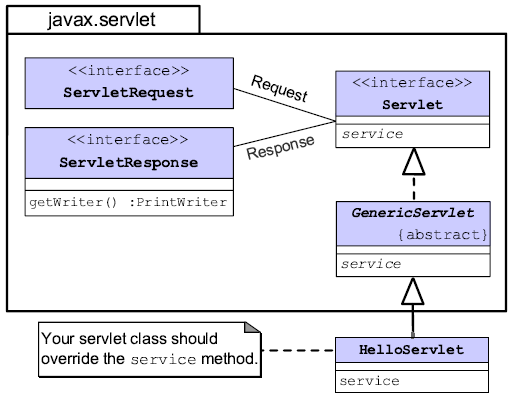 javax.servlet
<<interface>>
ServletRequest
<<interface>>
ServletResponse
getWriter() :PrintWriter
Request
Response
<<interface>>
Servlet
service
GenericServlet
{abstract}
service
HelloServlet
service
Your servlet class should
override the service method.